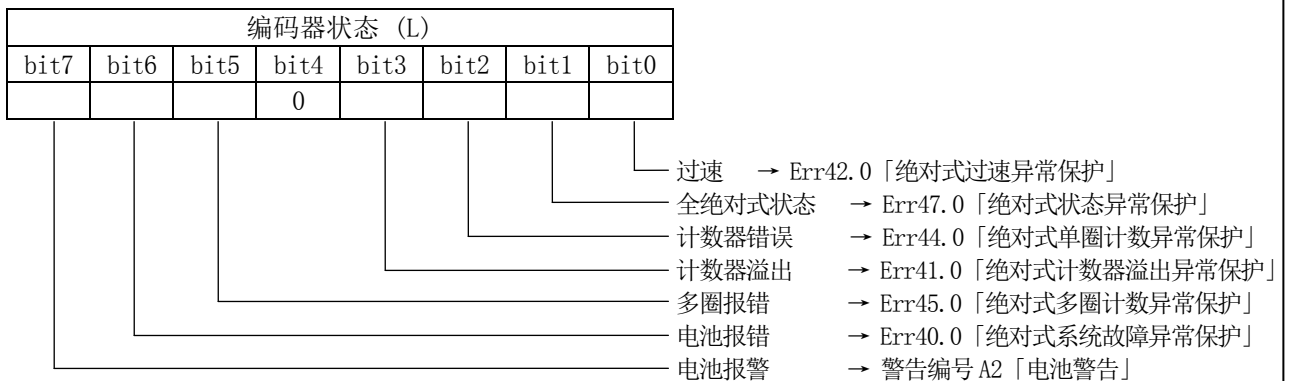 编码器状态 (L)
bit7 bit6 bit5 bit4 bit3 bit2 bit1 bit0
0
过速 → Err42.0「绝对式过速异常保护」
全绝对式状态 → Err47.0「绝对式状态异常保护」
计数器错误 → Err44.0「绝对式单圈计数异常保护」
计数器溢出 → Err41.0「绝对式计数器溢出异常保护」
多圈报错 → Err45.0「绝对式多圈计数异常保护」
电池报错 → Err40.0「绝对式系统故障异常保护」
电池报警 → 警告编号 A2「电池警告」